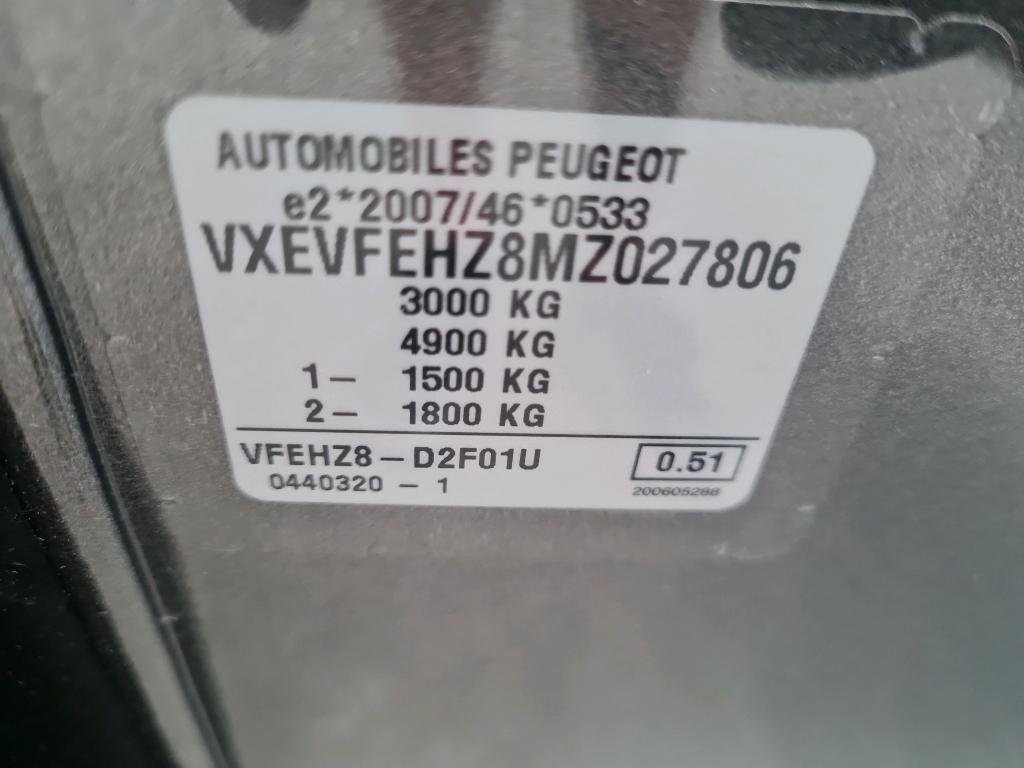 AUTOMOBILES PEUGEOT
e2*2007/46*0533
VXEVFEHZ8MZ027806
3000 KG
4900 KG
1– 1500 KG
2– 1800 KG
VFEHZ8–D2F01U 0.51
0440320 – 1 200605288